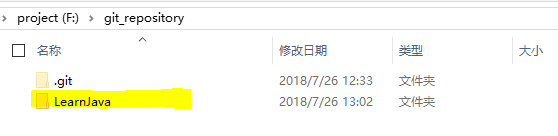 project (F:) › git_repository
名称 修改日期 类型 大小
.git 2018/7/26 12:33 文件夹
LearnJava 2018/7/26 13:02 文件夹